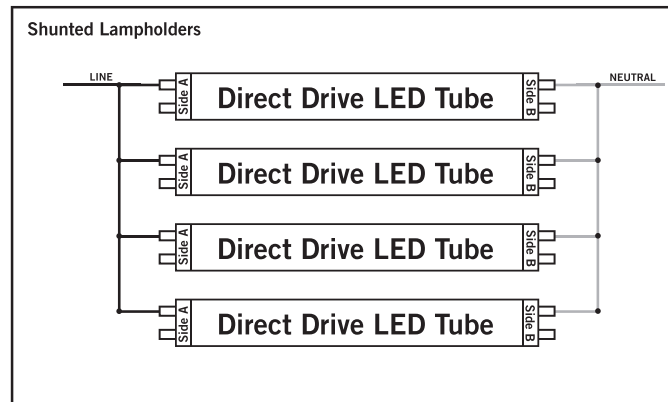 Shunted Lampholders
LINE
NEUTRAL
Side A
Direct Drive LED Tube
Side B
Side A
Direct Drive LED Tube
Side B
Side A
Direct Drive LED Tube
Side B
Side A
Direct Drive LED Tube
Side B